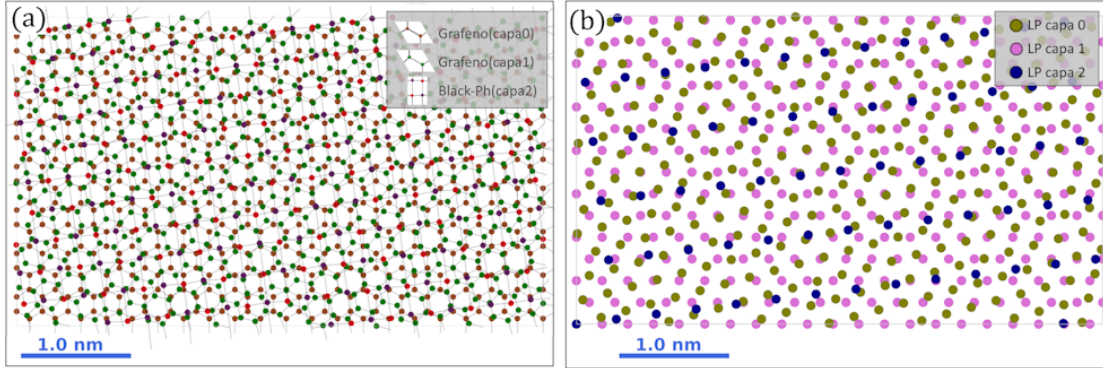 (a)
Grafeno(capa0)
Grafeno(capa1)
Black-Ph(capa2)
1.0 nm
(b)
LP capa 0
LP capa 1
LP capa 2
1.0 nm